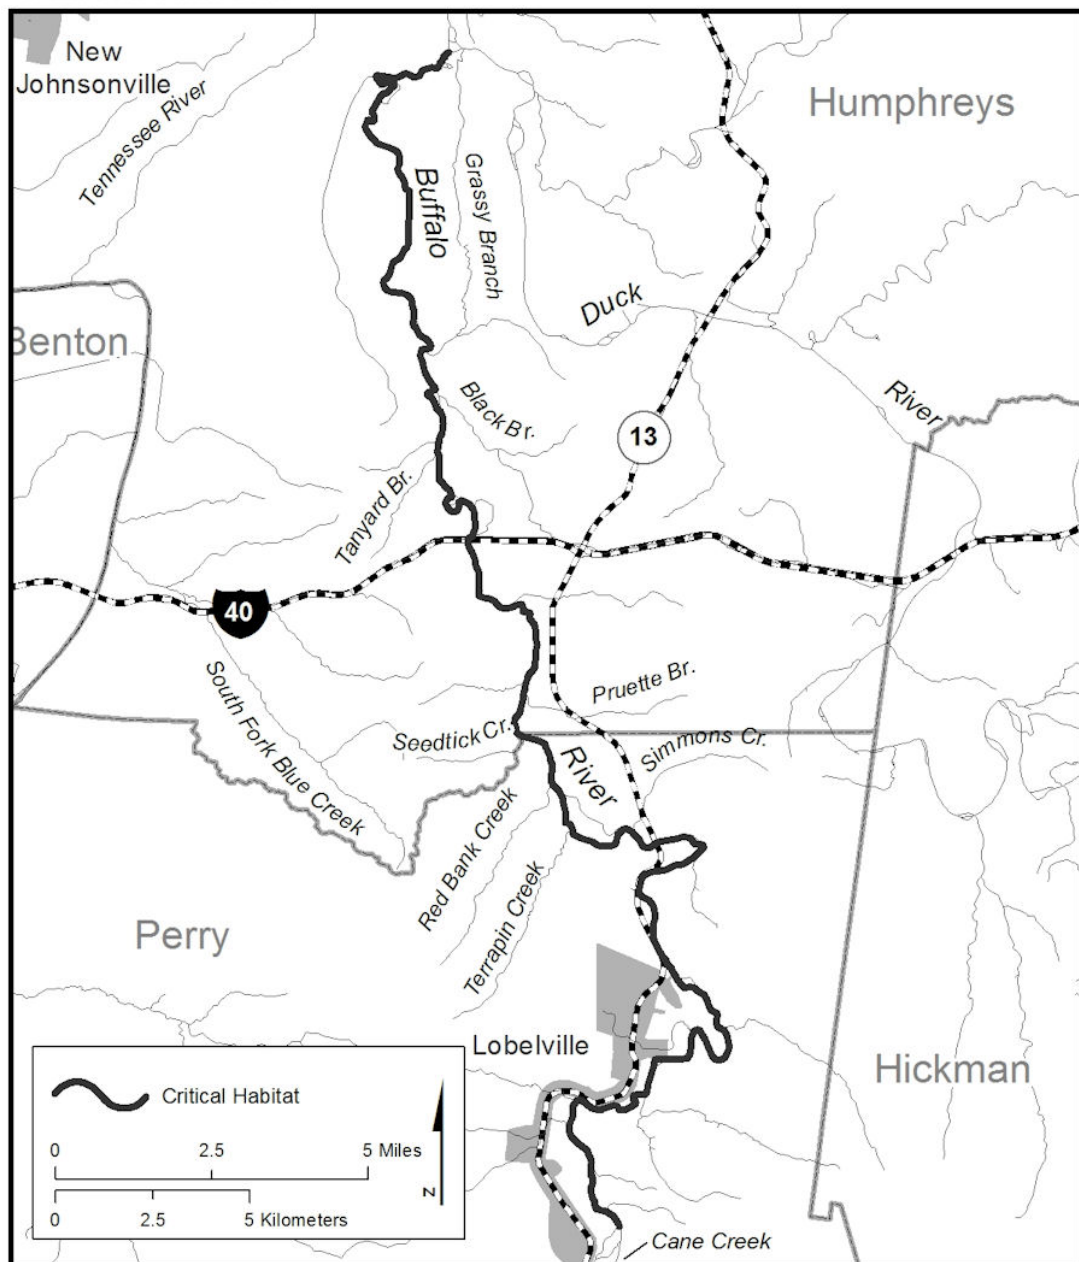 New
Johnsonville
Tennessee River
Humphreys
Buffalo
Grassy Branch
Duck
Benton
River
Black Br.
13
Tanyard Br.
40
South Fork Blue Creek
Pruette Br.
Seedtick Cr.
Simmons Cr.
River
Red Bank Creek
Terrapin Creek
Perry
Lobelville
Hickman
Critical Habitat
0 2.5 5 Miles
0 2.5 5 Kilometers
N
Cane Creek